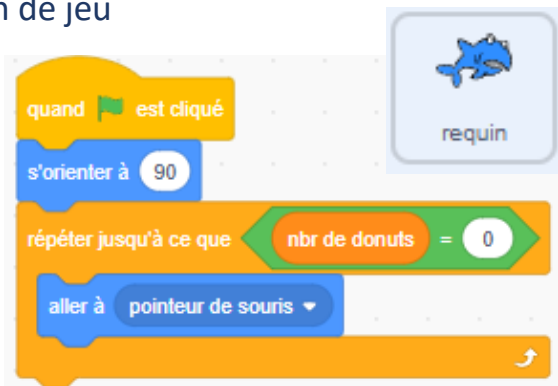 n de jeu
quand est cliqué
requin
s'orienter à 90
répéter jusqu'à ce que nbr de donuts = 0
aller à pointeur de souris